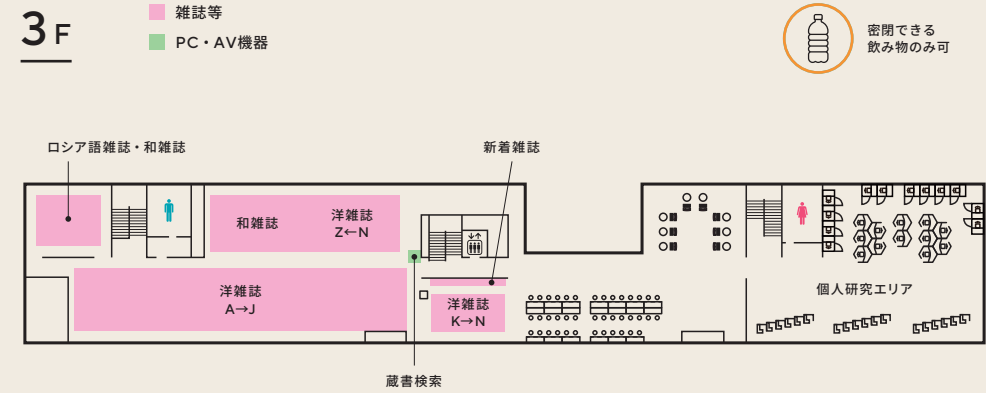 3F
雑誌等
PC・AV機器
密閉できる
飲み物のみ可
ロシア語雑誌・和雑誌
新着雑誌
和雑誌
洋雑誌
Z←N
洋雑誌
A→J
洋雑誌
K→N
個人研究エリア
蔵書検索